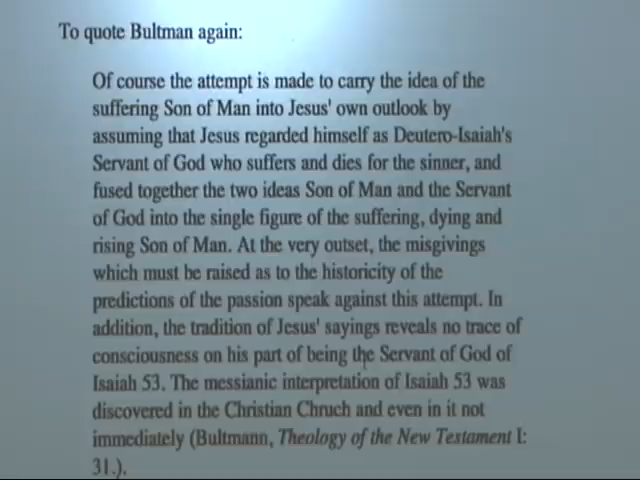 To quote Bultman again:
Of course the attempt is made to carry the idea of the
suffering Son of Man into Jesus' own outlook by
assuming that Jesus regarded himself as Deutero-Isaiah's
Servant of God who suffers and dies for the sinner, and
fused together the two ideas Son of Man and the Servant
of God into the single figure of the suffering, dying and
rising Son of Man. At the very outset, the misgivings
which must be raised as to the historicity of the
predictions of the passion speak against this attempt. In
addition, the tradition of Jesus' sayings reveals no trace of
consciousness on his part of being the Servant of God of
Isaiah 53. The messianic interpretation of Isaiah 53 was
discovered in the Christian Chruch and even in it not
immediately (Bultmann, Theology of the New Testament I:
31.).